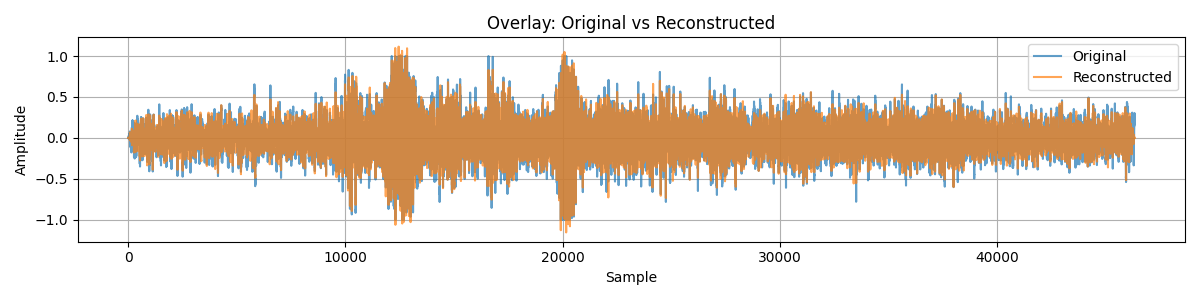 Overlay: Original vs Reconstructed
Amplitude
1.0
0.5
0.0
−0.5
−1.0
Original
Reconstructed
0 10000 20000 30000 40000
Sample